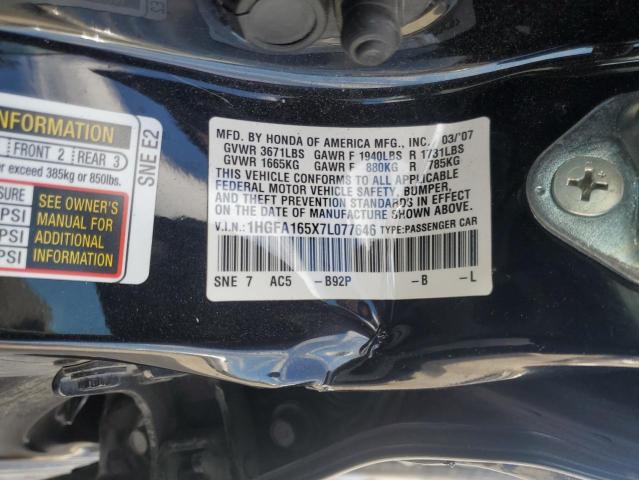 INFORMATION
FRONT 2 REAR 3
exceed 385kg or 850lbs.
SNE E2
SURE
PSI
PSI
PSI
SEE OWNER'S
MANUAL FOR
ADDITIONAL
INFORMATION
MFD. BY HONDA OF AMERICA MFG., INC. 03/'07
GVWR 3671LBS GAWR F 1940LBS R 1731LBS
GVWR 1665KG GAWR F 880KG R 785KG
THIS VEHICLE CONFORMS TO ALL APPLICABLE
FEDERAL MOTOR VEHICLE SAFETY, BUMPER,
AND THEFT PREVENTION STANDARDS IN EFFECT
ON THE DATE OF MANUFACTURE SHOWN ABOVE.
V.I.N.: 1HGFA165X7L077646 TYPE: PASSENGER CAR
SNE 7 AC5 -B92P -B -L